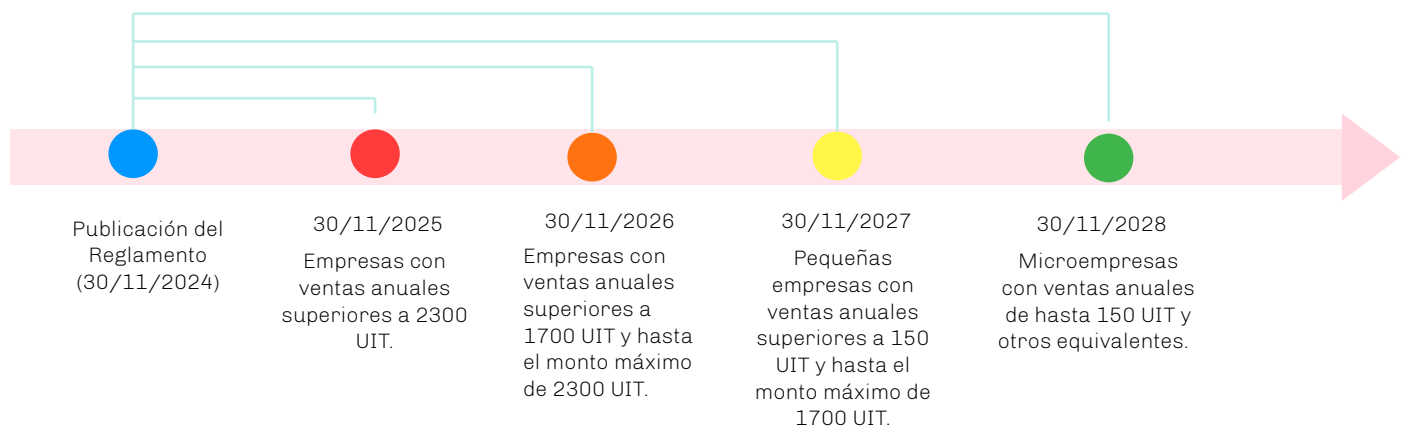 Publicación del
Reglamento
(30/11/2024)
30/11/2025
Empresas con
ventas anuales
superiores a 2300
UIT.
30/11/2026
Empresas con
ventas anuales
superiores a
1700 UIT y hasta
el monto máximo
de 2300 UIT.
30/11/2027
Pequeñas
empresas con
ventas anuales
superiores a 150
UIT y hasta el
monto máximo de
1700 UIT.
30/11/2028
Microempresas
con ventas anuales
de hasta 150 UIT y
otros equivalentes.